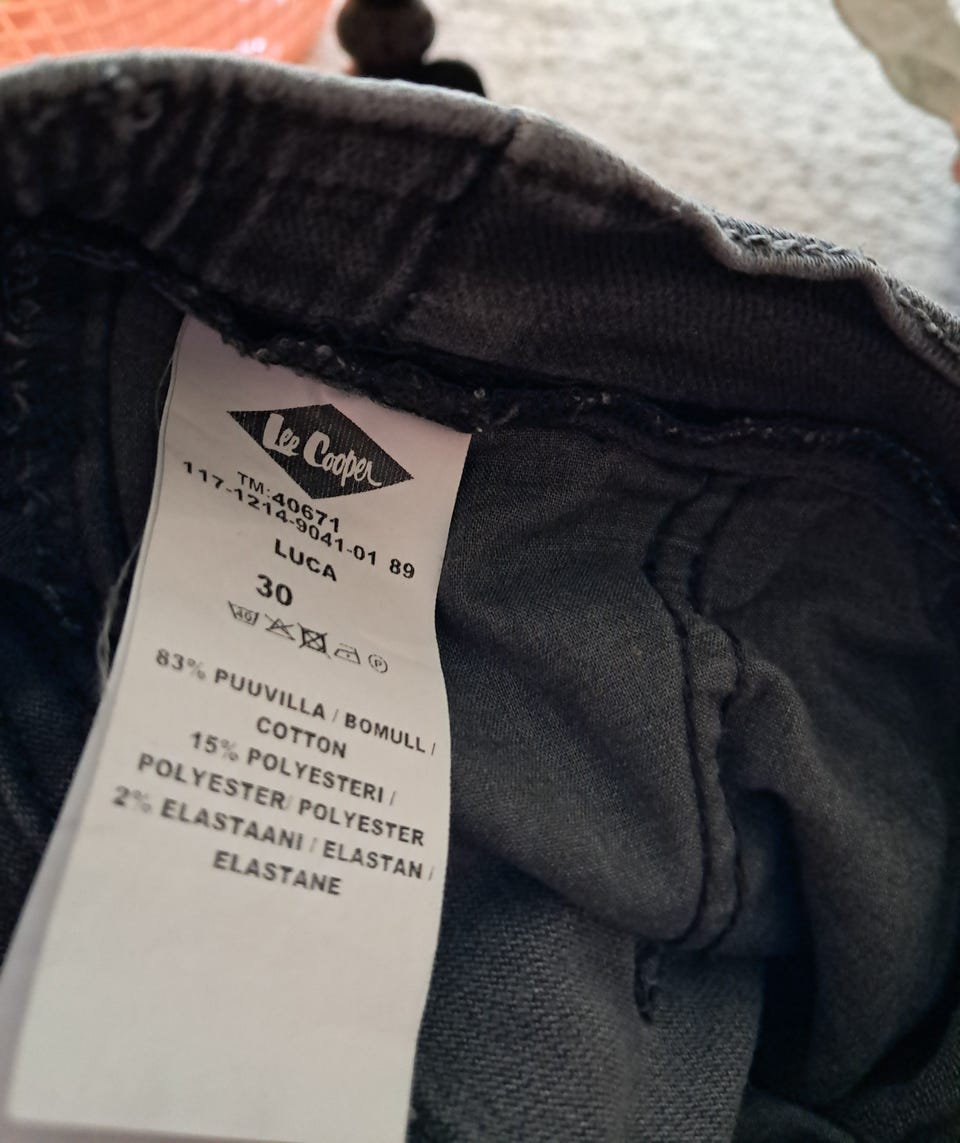 Lee Cooper
TM:40671
117-1214-9041-01 89
LUCA
30
40
P
83% PUUVILLA / BOMULL /
COTTON
15% POLYESTERI /
POLYESTER/ POLYESTER
2% ELASTAANI / ELASTAN /
ELASTANE